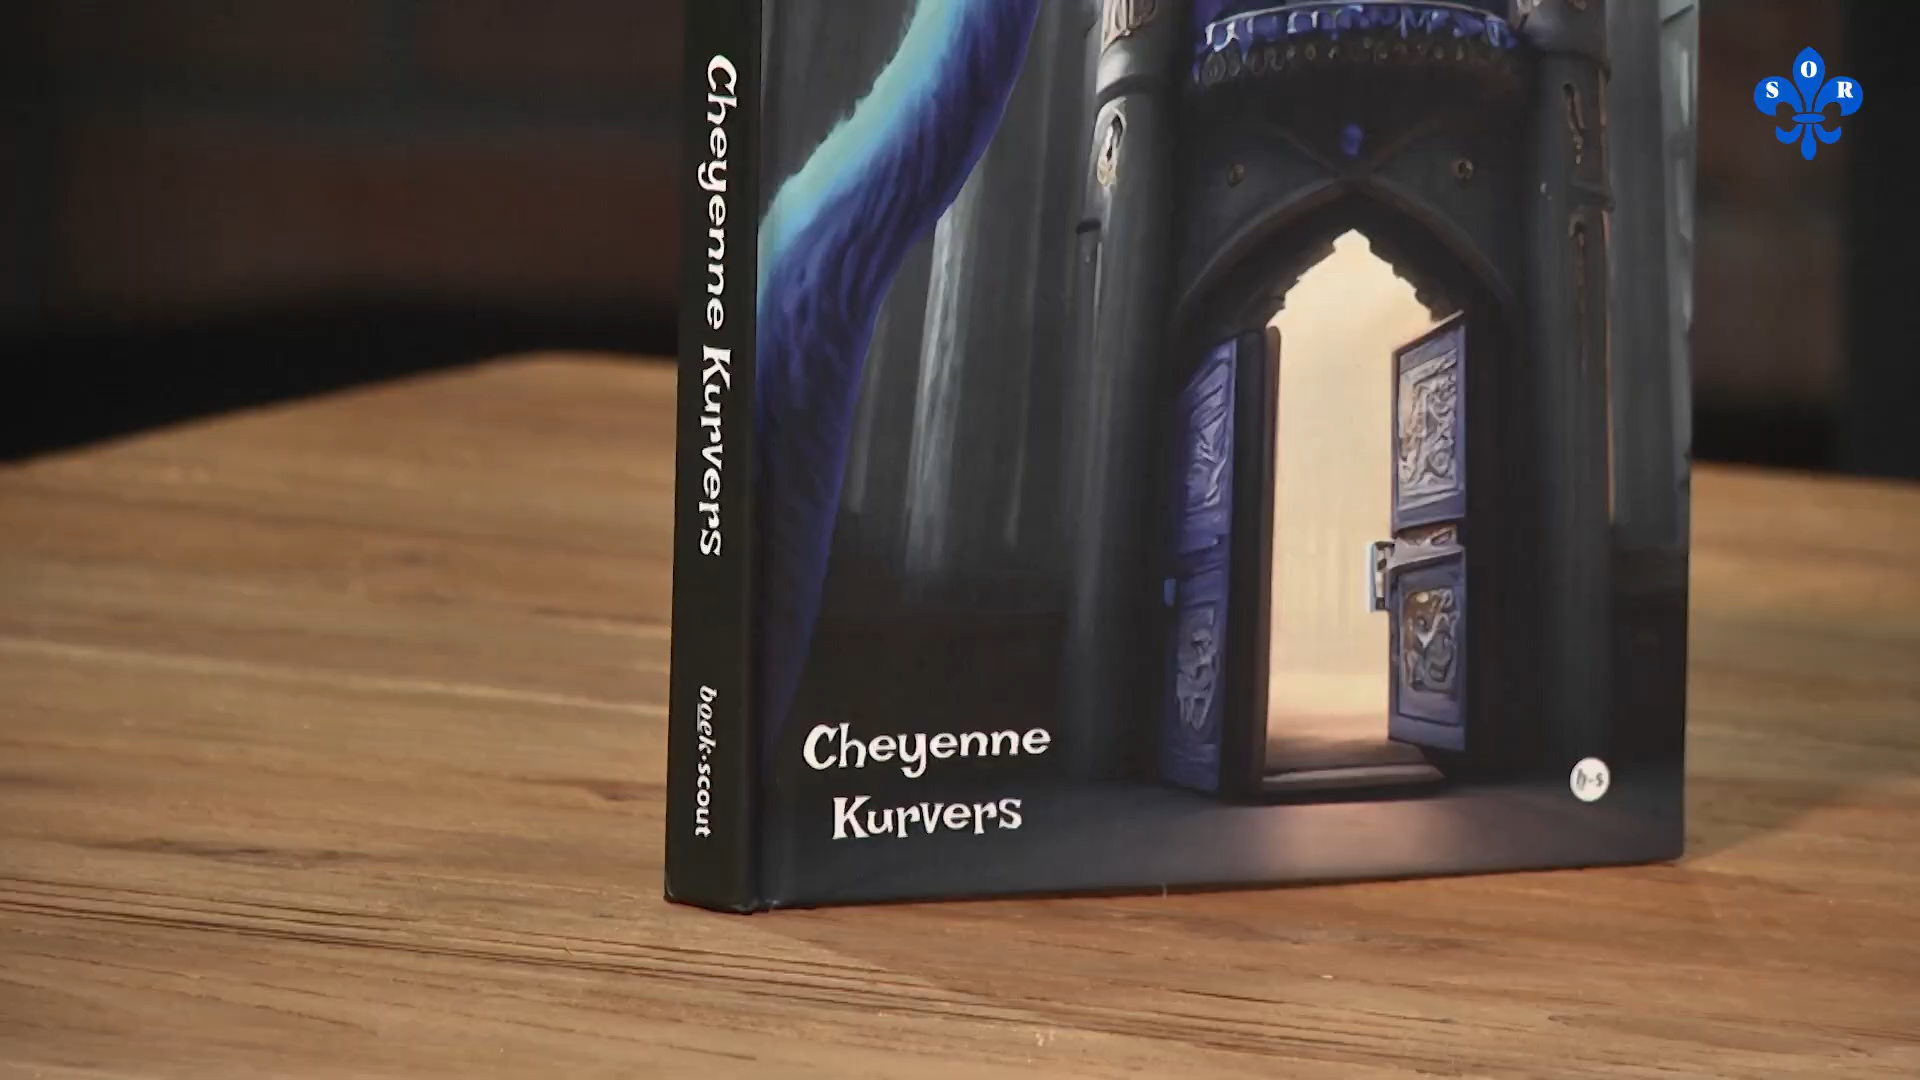 Cheyenne Kurvers
boek·scout
Cheyenne
Kurvers
b-s
S O R